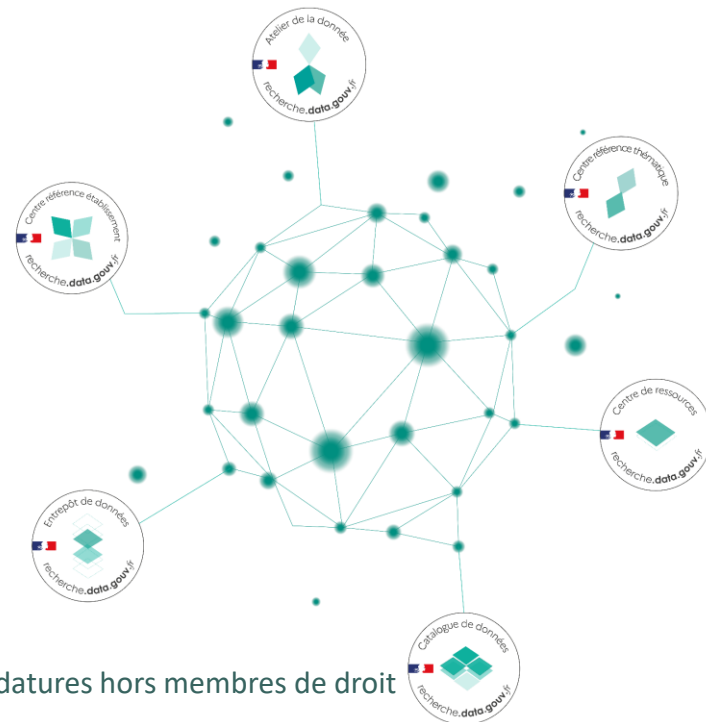 Atelier de la donnée
recherche.data.gouv.fr
Centre référence thématique
recherche.data.gouv.fr
Centre référence établissement
recherche.data.gouv.fr
Centre de ressources
recherche.data.gouv.fr
Entrepôt de données
recherche.data.gouv.fr
Catalogue de données
recherche.data.gouv.fr
datures hors membres de droit